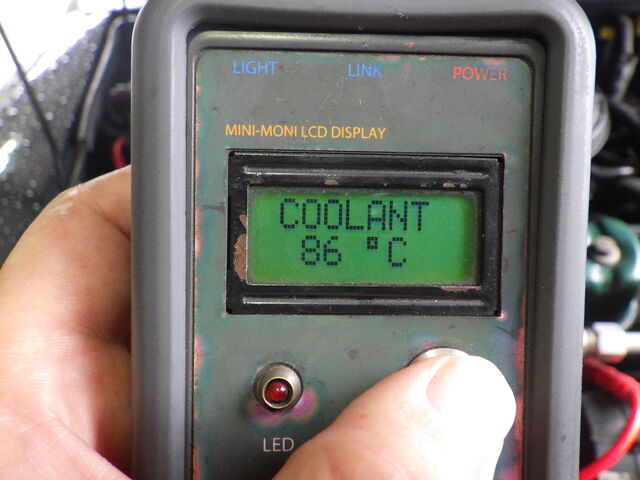 LIGHT LINK POWER
MINI-MONI LCD DISPLAY
COOLANT
86 °C
LED